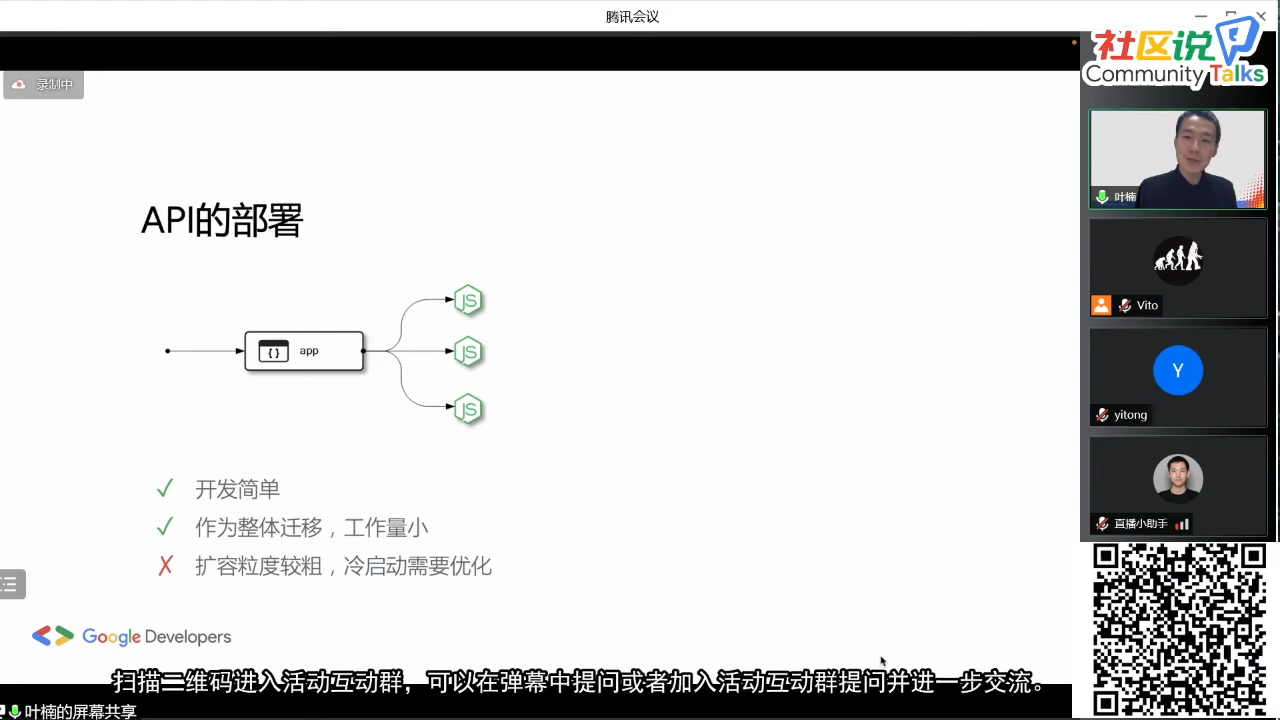 腾讯会议
社区说
Community Talks
录制中
叶楠
API的部署
JS
{ } app
JS
JS
Vito
Y
yitong
✓ 开发简单
✓ 作为整体迁移，工作量小
✗ 扩容粒度较粗，冷启动需要优化
直播小助手
Google Developers
扫描二维码进入活动互动群，可以在弹幕中提问或者加入活动互动群提问并进一步交流。
叶楠的屏幕共享